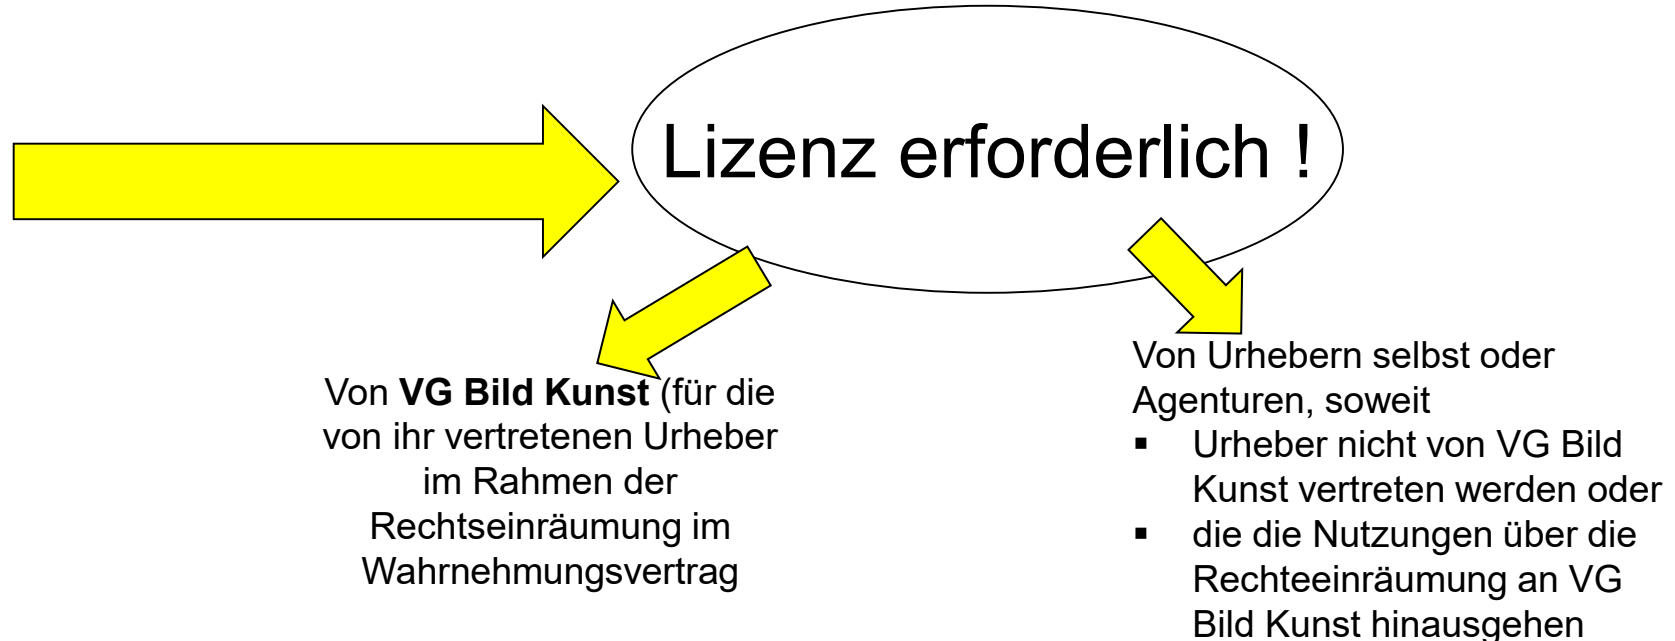 Lizenz erforderlich !
Von VG Bild Kunst (für die
von ihr vertretenen Urheber
im Rahmen der
Rechtseinräumung im
Wahrnehmungsvertrag
Von Urhebern selbst oder
Agenturen, soweit
▪ Urheber nicht von VG Bild
Kunst vertreten werden oder
▪ die die Nutzungen über die
Rechteeinräumung an VG
Bild Kunst hinausgehen